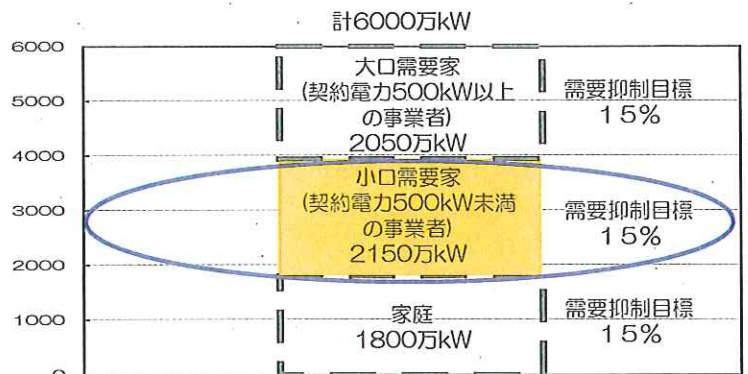 計6000万kW
6000
大口需要家
(契約電力500kW以上
の事業者)
2050万kW
需要抑制目標
15%
5000
4000
小口需要家
(契約電力500kW未満
の事業者)
2150万kW
需要抑制目標
15%
3000
2000
家庭
1800万kW
需要抑制目標
15%
1000
0